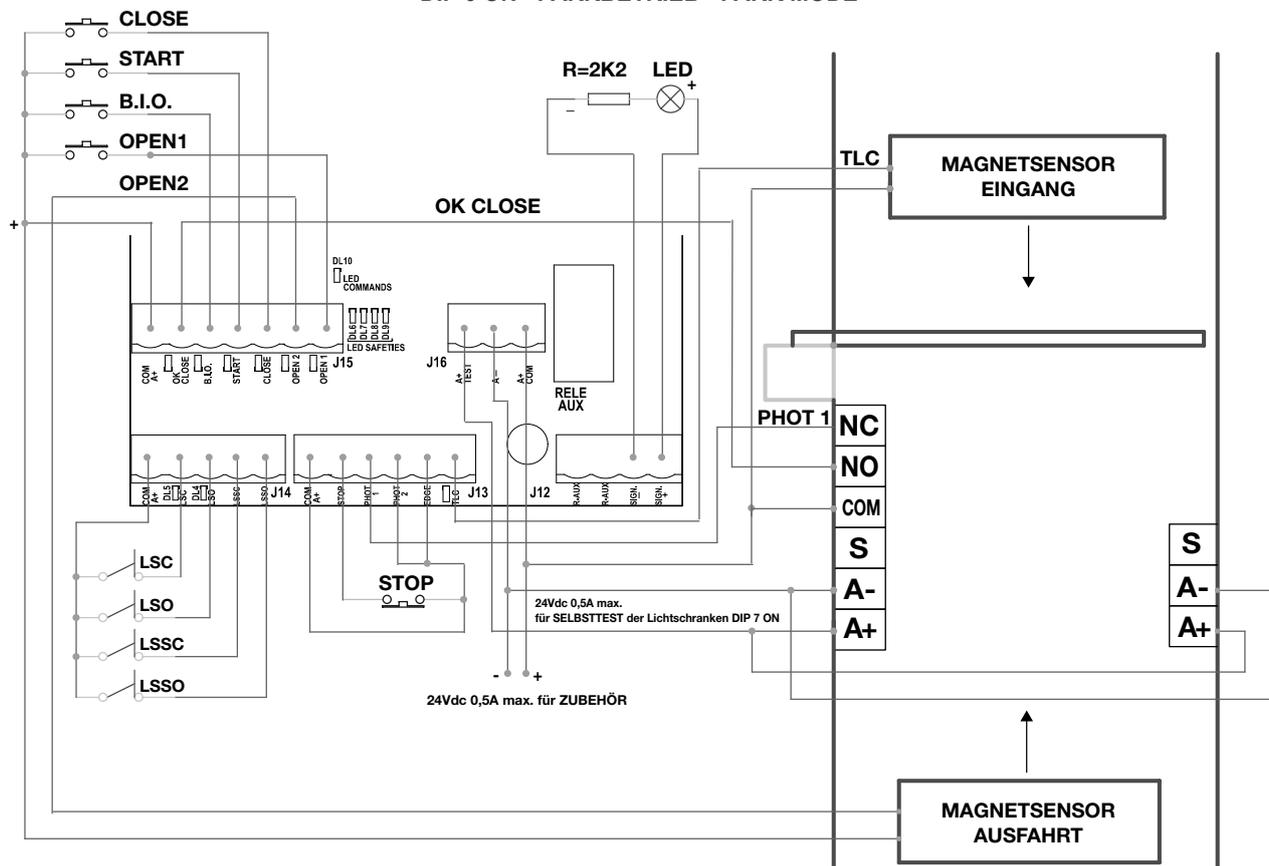 CLOSE
START
B.I.O.
OPEN1
OPEN2
+
OK CLOSE
R=2K2 LED
+
–
TLC
MAGNETSENSOR
EINGANG
DL10
LED
COMMANDS
DL6
DL7
DL8
DL9
LED SAFETIES
J15
COM
A+
OK
CLOSE
B.I.O.
START
CLOSE
OPEN 2
OPEN 1
J16
A+
TEST
A–
A+
COM
RELE
AUX
PHOT 1
NC
NO
COM
S
A-
A+
S
A-
A+
COM
A+
DL5
LSC
DL4
LSO
LSSC
LSSO
J14
COM
A+
STOP
PHOT
1
PHOT
2
EDGE
TLC
J13
J12
R-AUX
R-AUX
SIGN.
–
SIGN.
+
LSC
LSO
LSSC
LSSO
STOP
24Vdc 0,5A max.
für SELBSTTEST der Lichtschranken DIP 7 ON
- +
24Vdc 0,5A max. für ZUBEHÖR
MAGNETSENSOR
AUSFAHRT